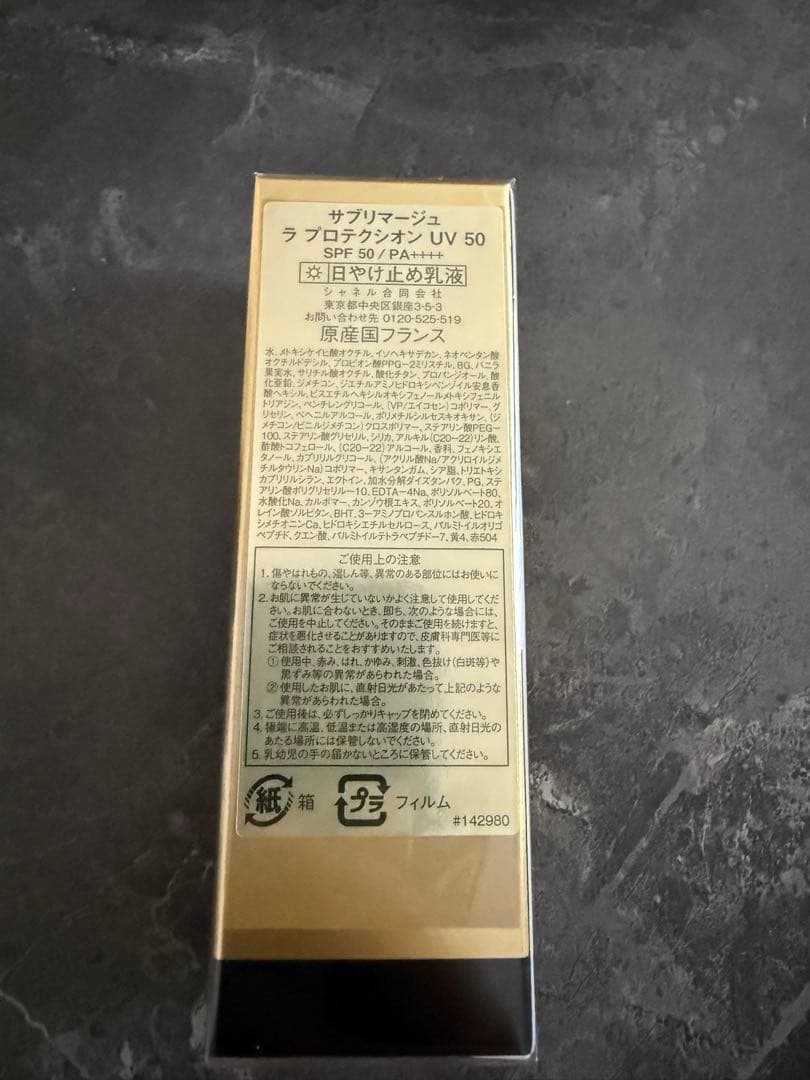 サブリマージュ
ラ プロテクシオン UV 50
SPF 50 / PA++++
日やけ止め乳液
シャネル合同会社
東京都中央区銀座3-5-3
お問い合わせ先 0120-525-519
原産国フランス
水, メトキシケイヒ酸オクチル, イソヘキサデカン, ネオペンタン酸
オクチルドデシル, プロピオン酸PPG-2ミリスチル, BG, バニラ
果実水, サリチル酸オクチル, 酸化チタン, プロパンジオール, 酸
化亜鉛, ジメチコン, ジエチルアミノヒドロキシベンゾイル安息香
酸ヘキシル, ビスエチルヘキシルオキシフェノールメトキシフェニル
トリアジン, ペンチレングリコール, (VP/エイコセン)コポリマー, グ
リセリン, ベヘニルアルコール, ポリメチルシルセスキオキサン, (ジ
メチコン/ビニルジメチコン)クロスポリマー, ステアリン酸PEG-
100, ステアリン酸グリセリル, シリカ, アルキル(C20-22)リン酸,
酢酸トコフェロール, (C20-22)アルコール, 香料, フェノキシエ
タノール, カプリリルグリコール, (アクリル酸Na/アクリロイルジメ
チルタウリンNa)コポリマー, キサンタンガム, シア脂, トリエトキシ
カプリリルシラン, エクトイン, 加水分解ダイズタンパク, PG, ステ
アリン酸ポリグリセリル-10, EDTA-4Na, ポリソルベート80,
水酸化Na, カルボマー, カンゾウ根エキス, ポリソルベート20, オ
レイン酸ソルビタン, BHT, 3-アミノプロパンスルホン酸, ヒドロキ
シメチオニンCa, ヒドロキシエチルセルロース, パルミトイルオリゴ
ペプチド, クエン酸, パルミトイルテトラペプチド-7, 黄4, 赤504
ご使用上の注意
1. 傷やはれもの、湿しん等、異常のある部位にはお使いに
ならないでください。
2. お肌に異常が生じていないかよく注意して使用してくだ
さい。お肌に合わないとき、即ち、次のような場合には、
ご使用を中止してください。そのままご使用を続けますと、
症状を悪化させることがありますので、皮膚科専門医等に
ご相談されることをおすすめいたします。
① 使用中、赤み、はれ、かゆみ、刺激、色抜け(白斑等)や
黒ずみ等の異常があらわれた場合。
② 使用したお肌に、直射日光があたって上記のような
異常があらわれた場合。
3. ご使用後は、必ずしっかりキャップを閉めてください。
4. 極端に高温、低温または高湿度の場所、直射日光の
あたる場所には保管しないでください。
5. 乳幼児の手の届かないところに保管してください。
紙 箱 プラ フィルム
#142980